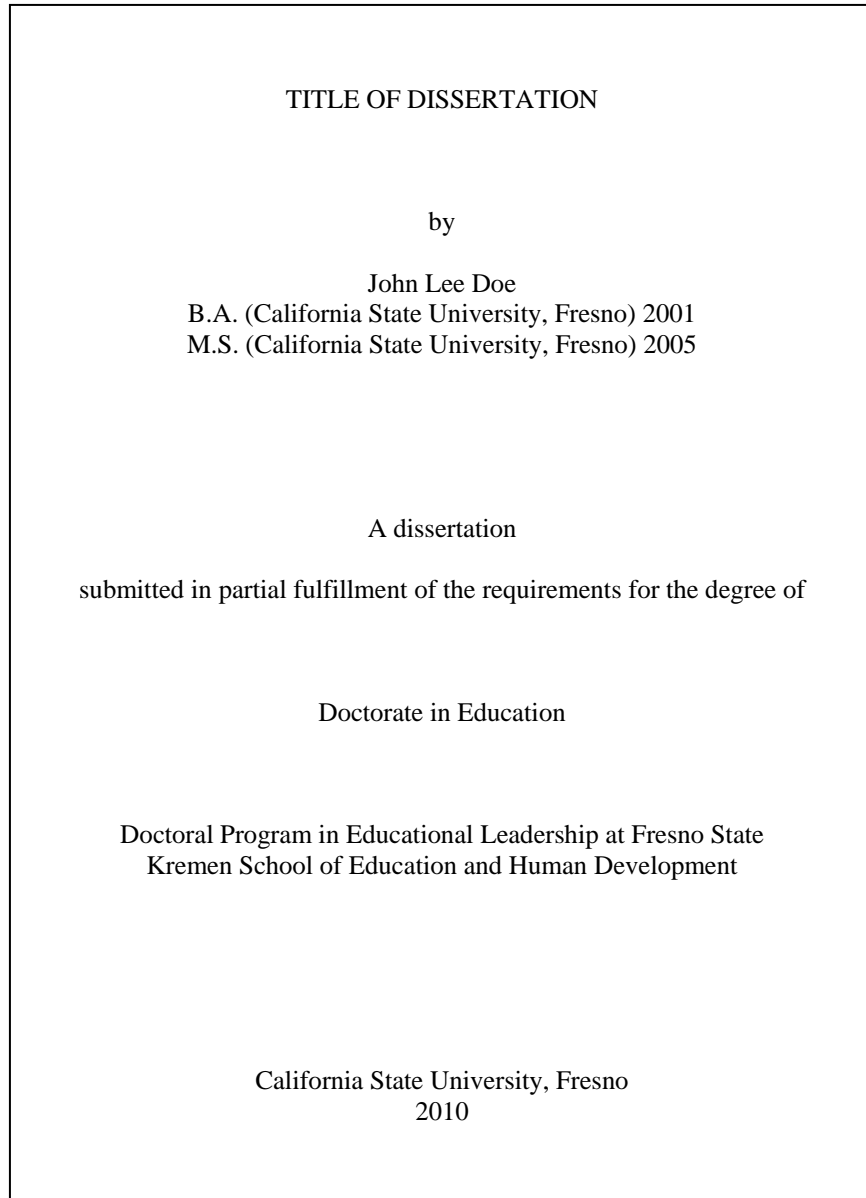 TITLE OF DISSERTATION
by
John Lee Doe
B.A. (California State University, Fresno) 2001
M.S. (California State University, Fresno) 2005
A dissertation
submitted in partial fulfillment of the requirements for the degree of
Doctorate in Education
Doctoral Program in Educational Leadership at Fresno State
Kremen School of Education and Human Development
California State University, Fresno
2010